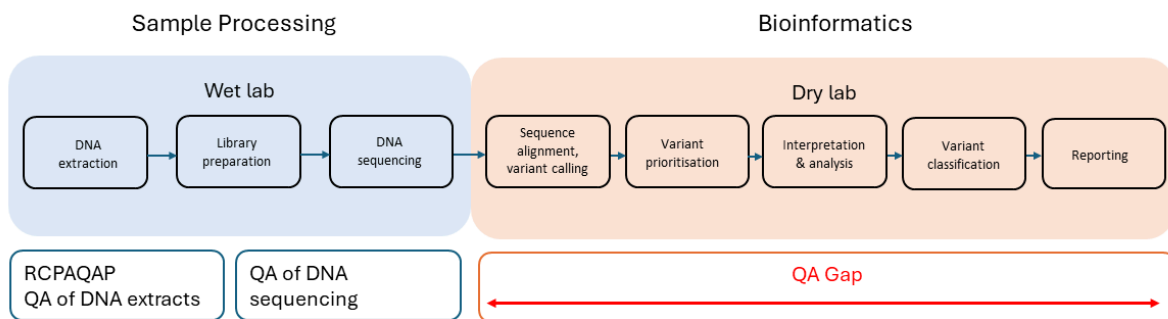 Sample Processing
Bioinformatics
Wet lab
Dry lab
DNA
extraction
Library
preparation
DNA
sequencing
Sequence
alignment,
variant calling
Variant
prioritisation
Interpretation
& analysis
Variant
classification
Reporting
RCPAQAP
QA of DNA extracts
QA of DNA
sequencing
QA Gap